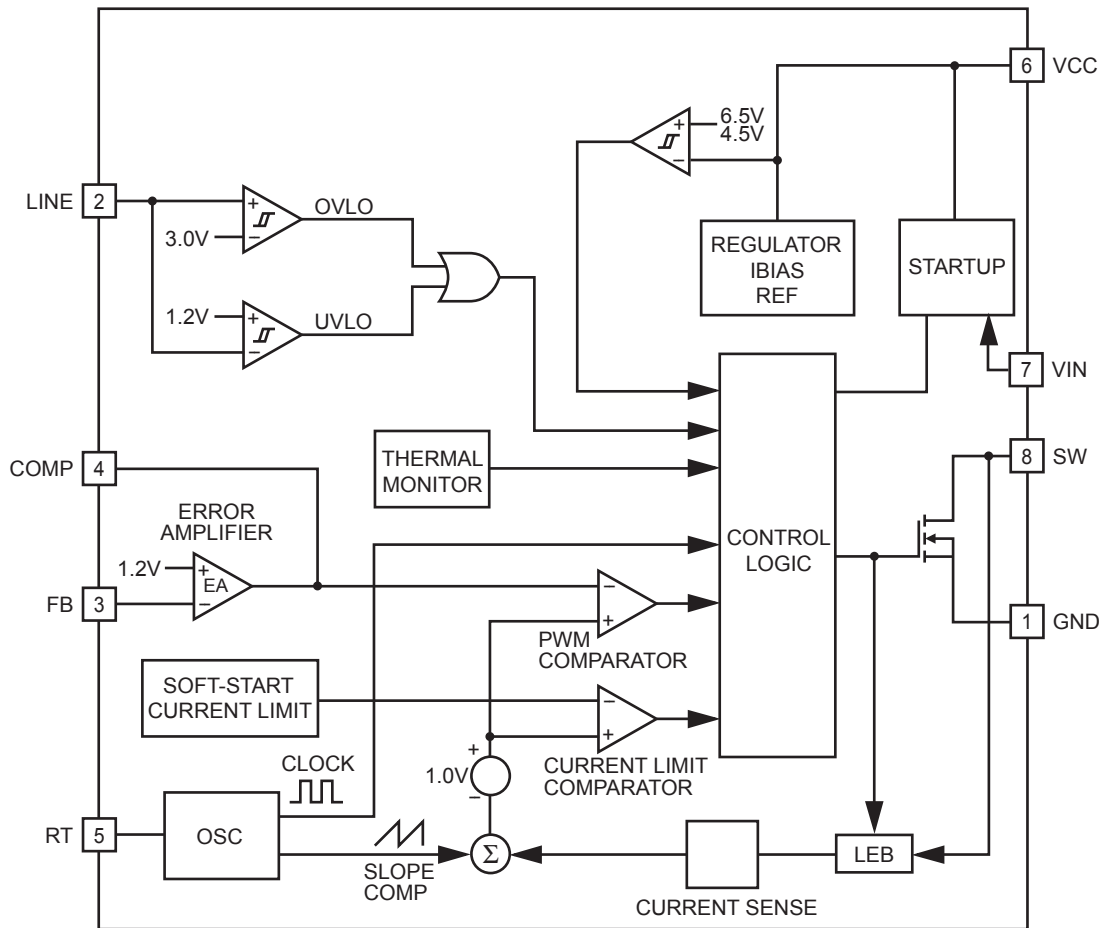 6 VCC
6.5V
4.5V
+
−
LINE 2
+
−
3.0V
OVLO
1.2V
+
−
UVLO
REGULATOR
IBIAS
REF
STARTUP
7 VIN
COMP 4
THERMAL
MONITOR
8 SW
ERROR
AMPLIFIER
1.2V
+
EA
−
FB 3
CONTROL
LOGIC
−
+
PWM
COMPARATOR
1 GND
SOFT-START
CURRENT LIMIT
−
+
CURRENT LIMIT
COMPARATOR
+
1.0V
−
CLOCK
RT 5
OSC
SLOPE
COMP
Σ
CURRENT SENSE
LEB